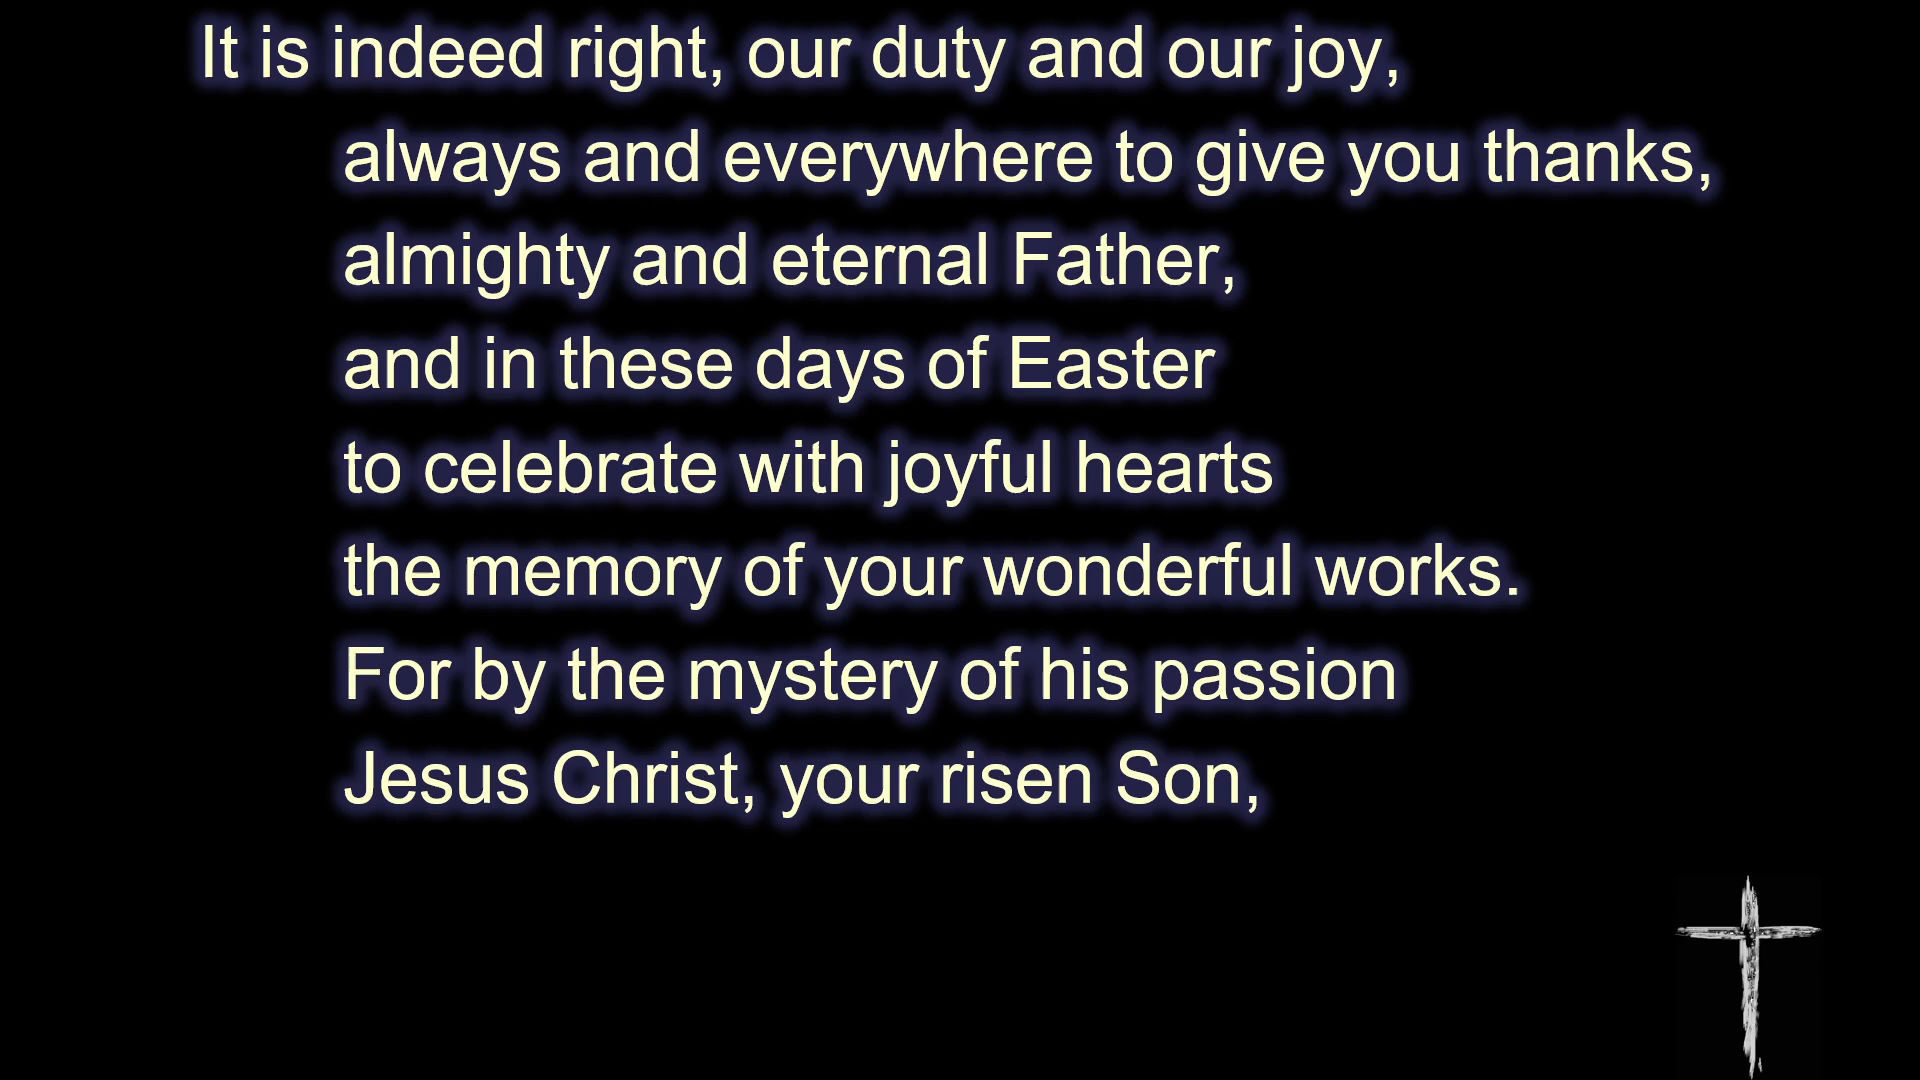 It is indeed right, our duty and our joy,
always and everywhere to give you thanks,
almighty and eternal Father,
and in these days of Easter
to celebrate with joyful hearts
the memory of your wonderful works.
For by the mystery of his passion
Jesus Christ, your risen Son,